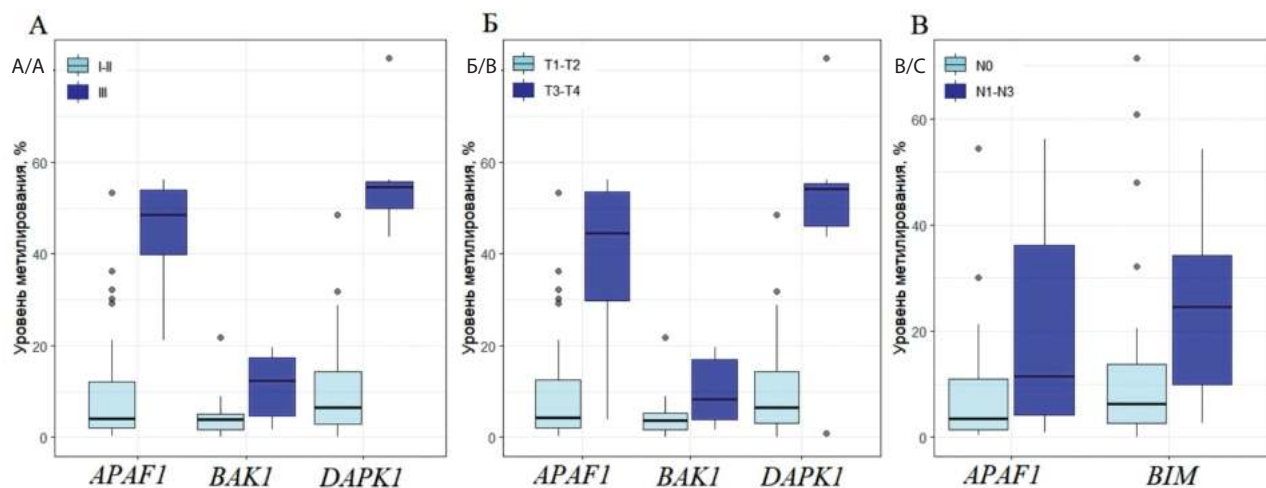 А
А/A
I-II
III
Уровень метилирования, %
60
40
20
0
APAF1
BAK1
DAPK1
Б
Б/B
T1-T2
T3-T4
Уровень метилирования, %
60
40
20
0
APAF1
BAK1
DAPK1
В
В/C
N0
N1-N3
Уровень метилирования, %
60
40
20
0
APAF1
BIM